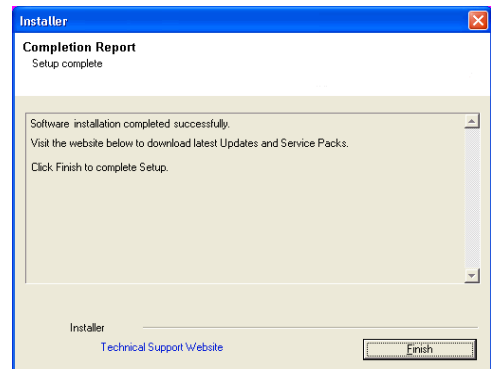 Installer
Completion Report
Setup complete
Software installation completed successfully.
Visit the website below to download latest Updates and Service Packs.
Click Finish to complete Setup.
Installer
Technical Support Website
Finish